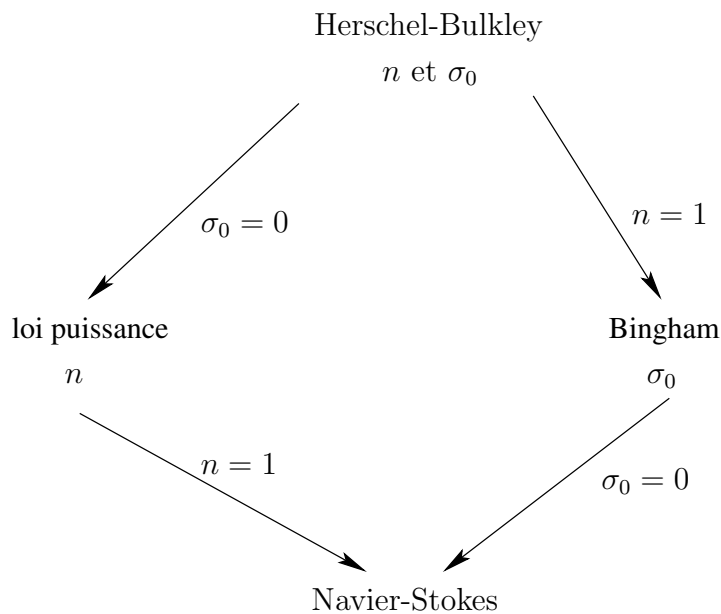 Herschel-Bulkley
n et σ₀
σ₀ = 0
n = 1
loi puissance
Bingham
n
σ₀
n = 1
σ₀ = 0
Navier-Stokes